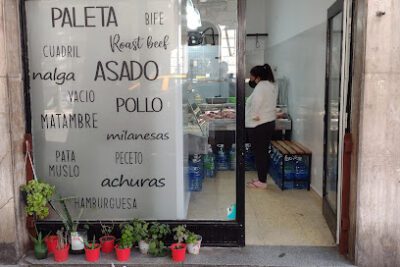 PALETA
BIFE
CUADRIL
Roast beef
nalga
ASADO
VACIO
POLLO
MATAMBRE
milanesas
PATA
MUSLO
PECETO
achuras
HAMBURGUESA